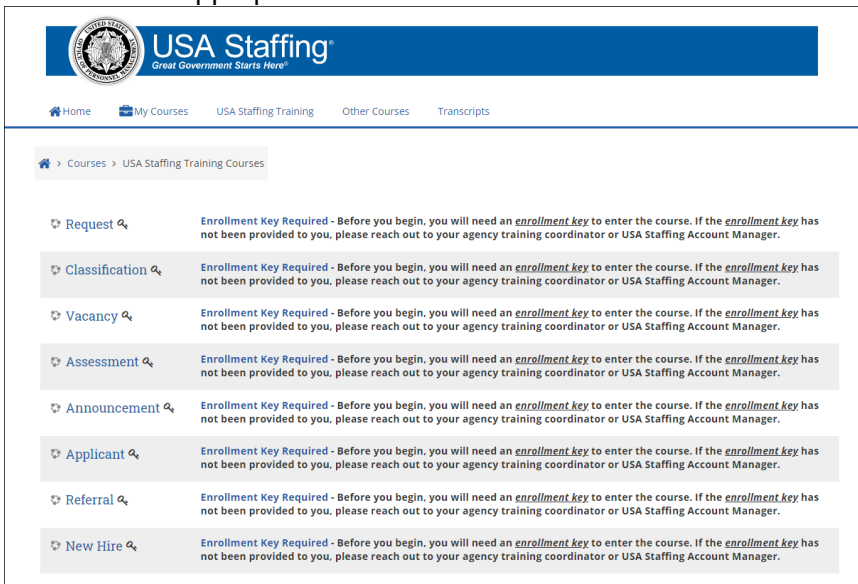 UNITED STATES
OFFICE OF PERSONNEL MANAGEMENT
USA Staffing®
Great Government Starts Here®
Home My Courses USA Staffing Training Other Courses Transcripts
> Courses > USA Staffing Training Courses
Request Enrollment Key Required - Before you begin, you will need an enrollment key to enter the course. If the enrollment key has
not been provided to you, please reach out to your agency training coordinator or USA Staffing Account Manager.
Classification Enrollment Key Required - Before you begin, you will need an enrollment key to enter the course. If the enrollment key has
not been provided to you, please reach out to your agency training coordinator or USA Staffing Account Manager.
Vacancy Enrollment Key Required - Before you begin, you will need an enrollment key to enter the course. If the enrollment key has
not been provided to you, please reach out to your agency training coordinator or USA Staffing Account Manager.
Assessment Enrollment Key Required - Before you begin, you will need an enrollment key to enter the course. If the enrollment key has
not been provided to you, please reach out to your agency training coordinator or USA Staffing Account Manager.
Announcement Enrollment Key Required - Before you begin, you will need an enrollment key to enter the course. If the enrollment key has
not been provided to you, please reach out to your agency training coordinator or USA Staffing Account Manager.
Applicant Enrollment Key Required - Before you begin, you will need an enrollment key to enter the course. If the enrollment key has
not been provided to you, please reach out to your agency training coordinator or USA Staffing Account Manager.
Referral Enrollment Key Required - Before you begin, you will need an enrollment key to enter the course. If the enrollment key has
not been provided to you, please reach out to your agency training coordinator or USA Staffing Account Manager.
New Hire Enrollment Key Required - Before you begin, you will need an enrollment key to enter the course. If the enrollment key has
not been provided to you, please reach out to your agency training coordinator or USA Staffing Account Manager.